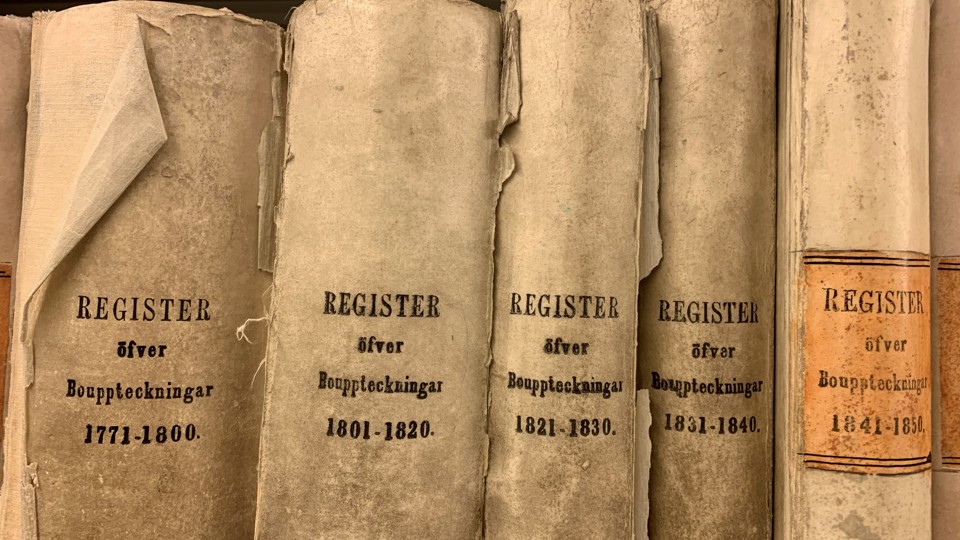 REGISTER
öfver
Bouppteckningar
1771-1800.
REGISTER
öfver
Bouppteckningar
1801-1820.
REGISTER
öfver
Bouppteckningar
1821-1830.
REGISTER
öfver
Bouppteckningar
1831-1840.
REGISTER
öfver
Bouppteckningar
1841-1850.